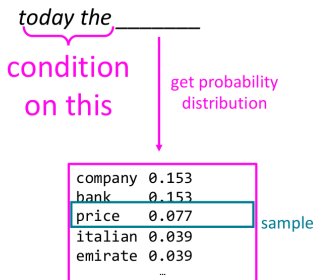 today the _______
condition
on this
get probability
distribution
company 0.153
bank 0.153
price 0.077
sample
italian 0.039
emirate 0.039
…